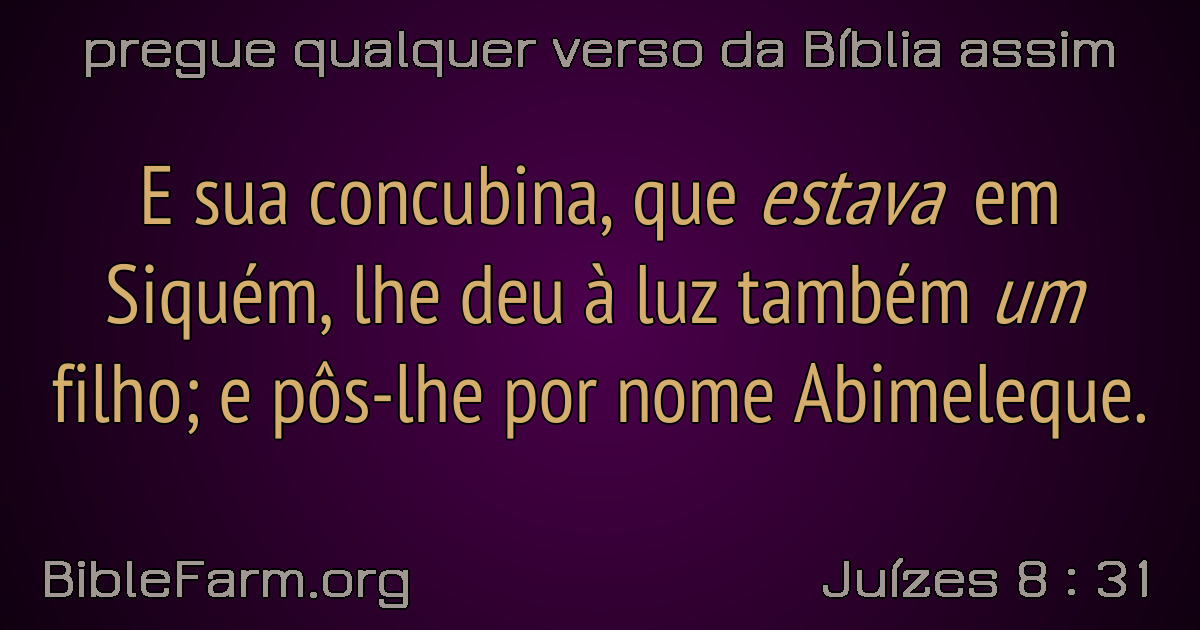 pregue qualquer verso da Bíblia assim
E sua concubina, que estava em
Siquém, lhe deu à luz também um
filho; e pôs-lhe por nome Abimeleque.
BibleFarm.org
Juízes 8 : 31